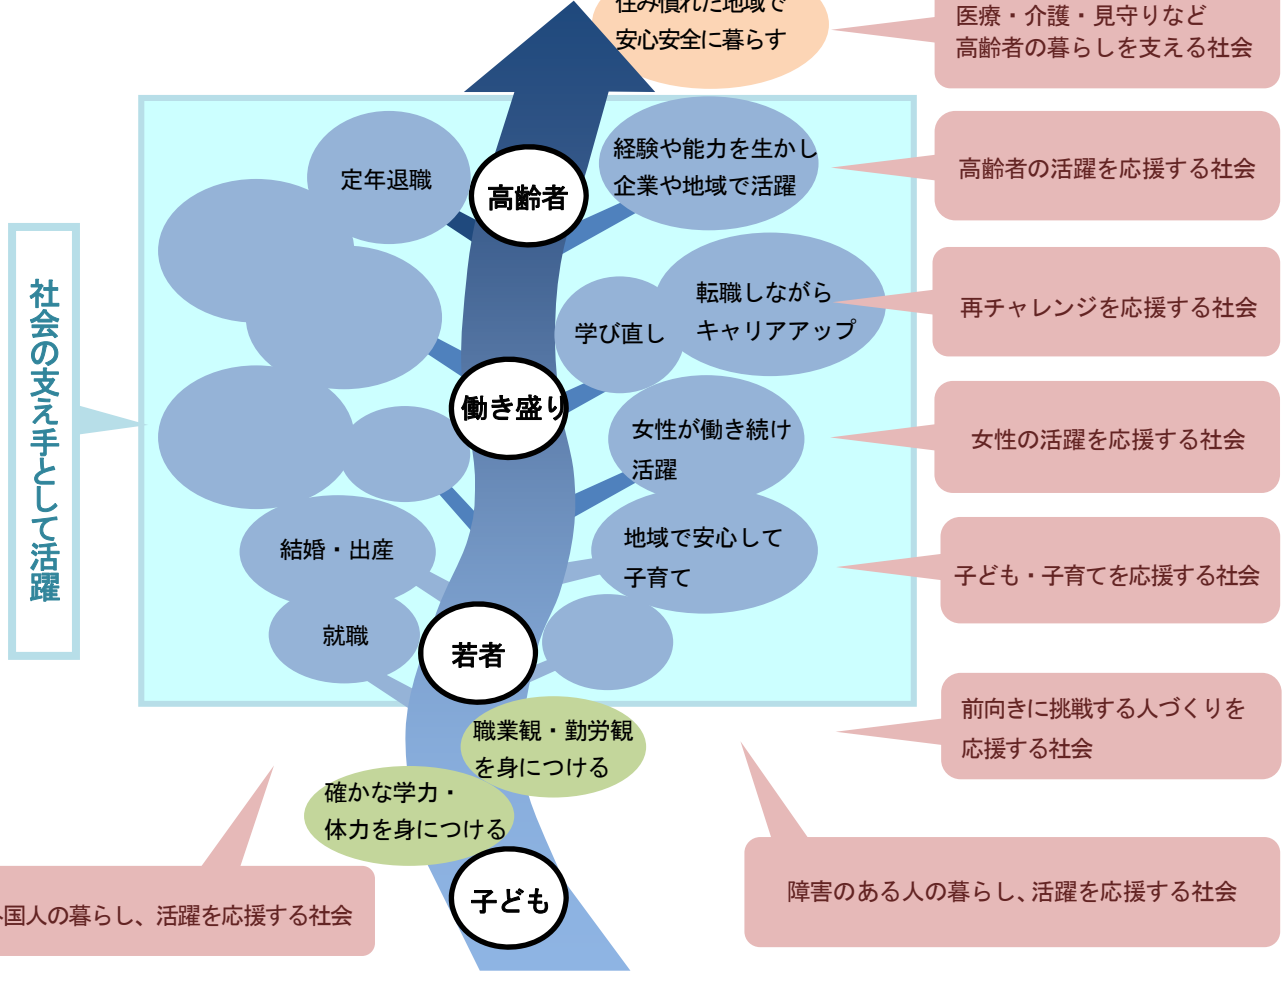 住み慣れた地域で
安心安全に暮らす
医療・介護・見守りなど
高齢者の暮らしを支える社会
定年退職
高齢者
経験や能力を生かし
企業や地域で活躍
高齢者の活躍を応援する社会
社会の支え手として活躍
転職しながら
キャリアアップ
学び直し
再チャレンジを応援する社会
働き盛り
女性が働き続け
活躍
女性の活躍を応援する社会
結婚・出産
地域で安心して
子育て
子ども・子育てを応援する社会
就職
若者
職業観・勤労観
を身につける
前向きに挑戦する人づくりを
応援する社会
確かな学力・
体力を身につける
子ども
障害のある人の暮らし、活躍を応援する社会
国人の暮らし、活躍を応援する社会